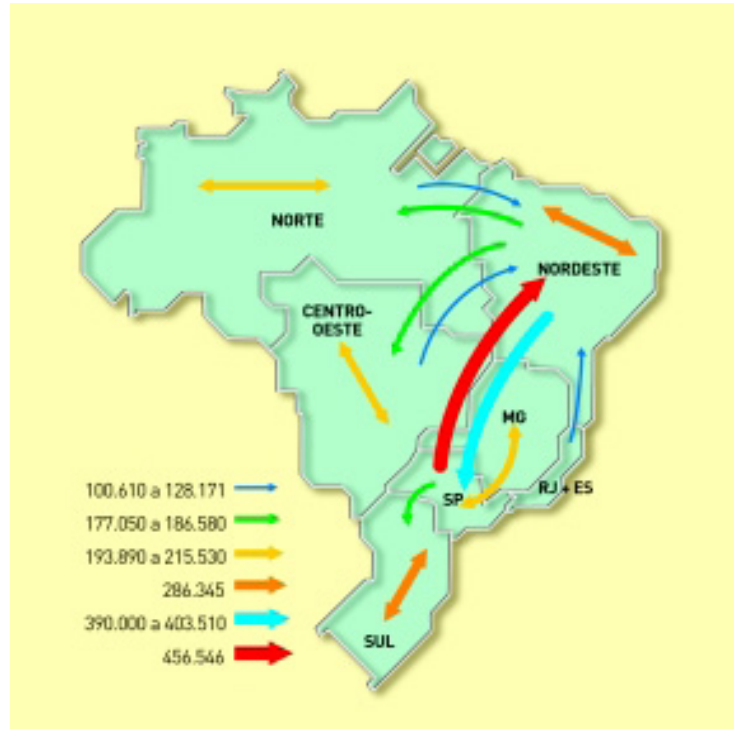 NORTE
NORDESTE
CENTRO-
OESTE
MG
SP
RJ + ES
SUL
100.610 a 128.171
177.050 a 186.580
193.890 a 215.530
286.345
390.000 a 403.510
456.546